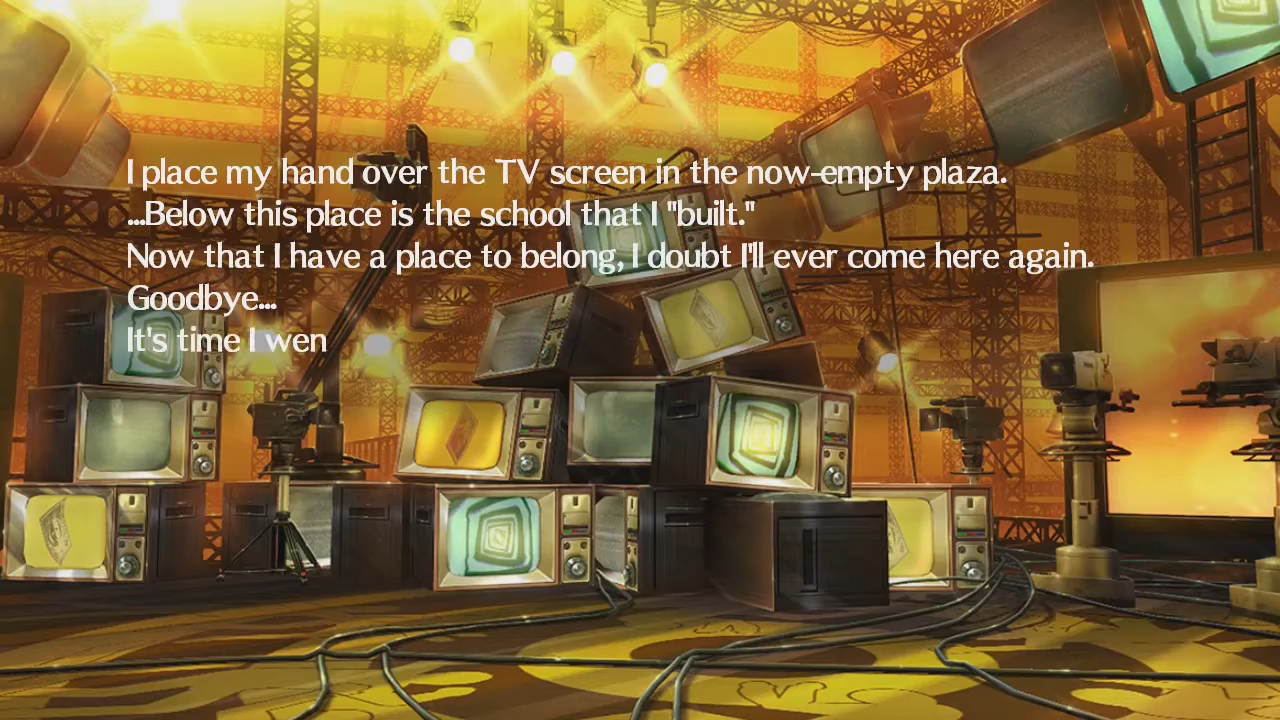 I place my hand over the TV screen in the now-empty plaza.
...Below this place is the school that I "built."
Now that I have a place to belong, I doubt I'll ever come here again.
Goodbye...
It's time I wen